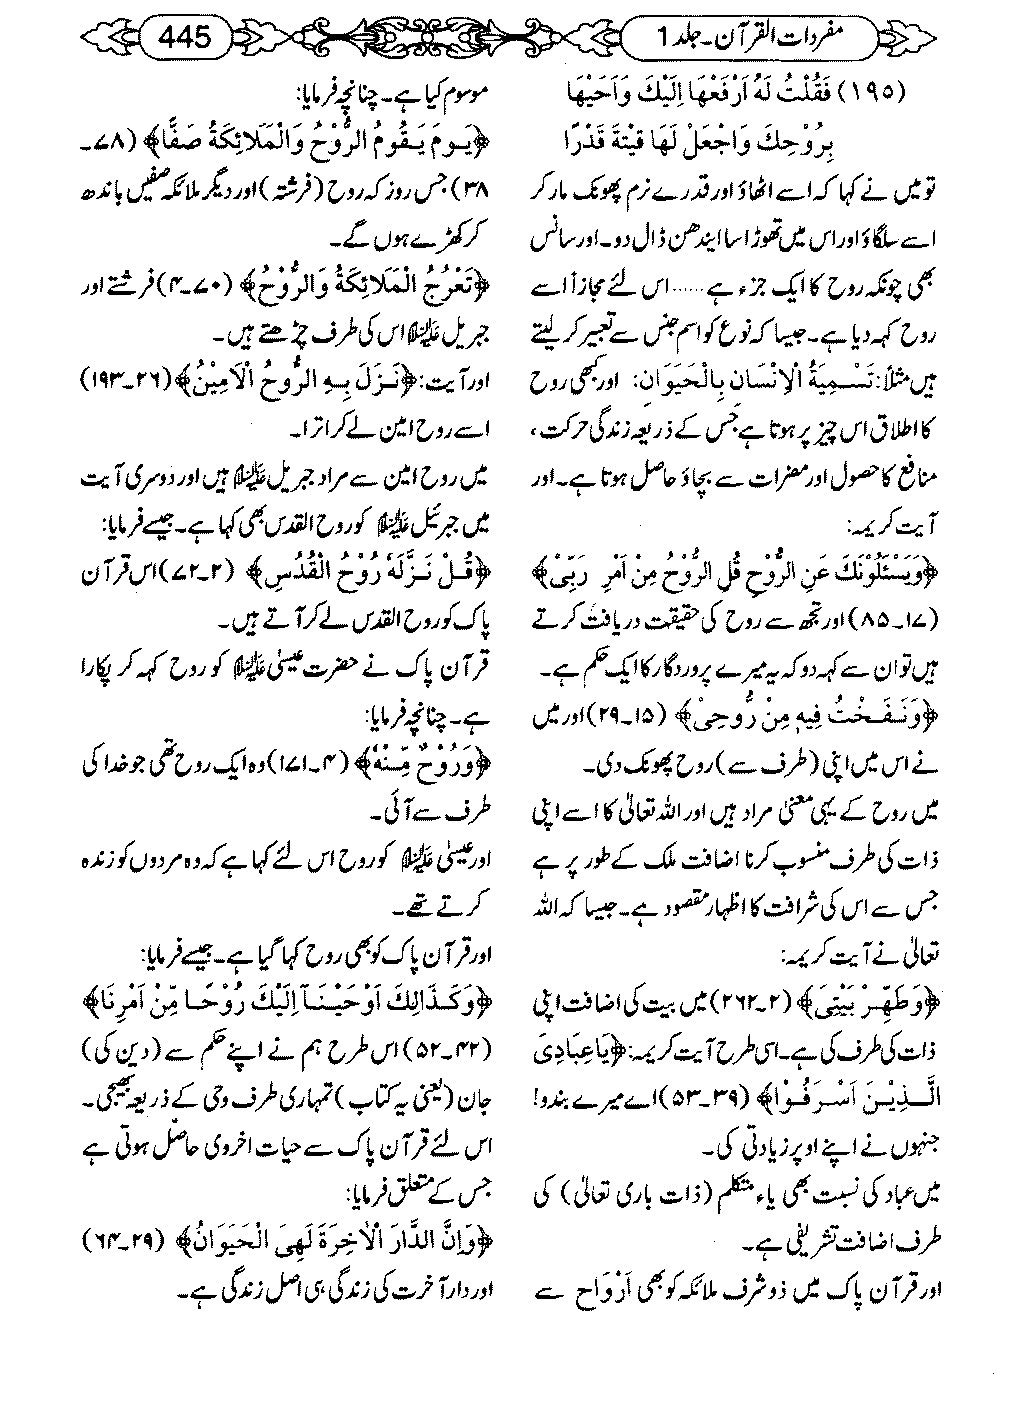 مفردات القرآن۔جلد 1
445
(۱۹۵) فَقُلْتُ لَهُ اَرْفَعْهَا اِلَيْكَ وَاَحْيِهَا
بِرُوْحِكَ وَاجْعَلْ لَهَا قِيْتَةً قَدْرًا
تو میں نے کہا کہ اسے اٹھاؤ اور قدرے نرم پھونک مار کر
اسے سلگاؤ اور اس میں تھوڑا سا ایندھن ڈال دو۔اور سانس
بھی چونکہ روح کا ایک جزء ہے ...... اس لئے مجازاً اسے
روح کہہ دیا ہے۔جیسا کہ نوع کو اسم جنس سے تعبیر کر لیتے
ہیں مثلاً: تَسْمِيَةُ الْاِنْسَانِ بِالْحَيَوَانِ: اور کبھی روح
کا اطلاق اس چیز پر ہوتا ہے جس کے ذریعہ زندگی حرکت،
منافع کا حصول اور مضرات سے بچاؤ حاصل ہوتا ہے۔اور
آیت کریمہ:
﴿وَيَسْئَلُوْنَكَ عَنِ الرُّوْحِ قُلِ الرُّوْحُ مِنْ اَمْرِ رَبِّيْ﴾
(۱۷۔۸۵) اور تجھ سے روح کی حقیقت دریافت کرتے
ہیں تو ان سے کہہ دو کہ یہ میرے پروردگار کا ایک حکم ہے۔
﴿وَنَفَخْتُ فِيْهِ مِنْ رُّوحِيْ﴾ (۱۵۔۲۹) اور میں
نے اس میں اپنی (طرف سے) روح پھونک دی۔
میں روح کے یہی معنیٰ مراد ہیں اور اللہ تعالیٰ کا اسے اپنی
ذات کی طرف منسوب کرنا اضافت ملک کے طور پر ہے
جس سے اس کی شرافت کا اظہار مقصود ہے۔جیسا کہ اللہ
تعالیٰ نے آیت کریمہ:
﴿وَطَهِّرْ بَيْتِيَ﴾ (۲۔۲۶۲) میں بیت کی اضافت اپنی
ذات کی طرف کی ہے۔اسی طرح آیت کریمہ: ﴿يَاعِبَادِيَ
الَّذِيْنَ اَسْرَفُوْا﴾ (۳۹۔۵۳) اے میرے بندو!
جنہوں نے اپنے اوپر زیادتی کی۔
میں عباد کی نسبت بھی یاء متکلم (ذات باری تعالیٰ) کی
طرف اضافت تشریفی ہے۔
اور قرآن پاک میں ذوشرف ملائکہ کو بھی اَرْوَاح سے
موسوم کیا ہے۔چنانچہ فرمایا:
﴿يَوْمَ يَقُوْمُ الرُّوْحُ وَالْمَلَائِكَةُ صَفًّا﴾ (۷۸۔
۳۸) جس روز کہ روح (فرشتہ) اور دیگر ملائکہ صفیں باندھ
کر کھڑے ہوں گے۔
﴿تَعْرُجُ الْمَلَائِكَةُ وَالرُّوْحُ﴾ (۷۰۔۴) فرشتے اور
جبریل علیہ السلام اس کی طرف چڑھتے ہیں۔
اور آیت: ﴿نَزَلَ بِهِ الرُّوحُ الْاَمِيْنُ﴾ (۲۶۔۱۹۳)
اسے روح امین لے کر اترا۔
میں روح امین سے مراد جبریل علیہ السلام ہیں اور دوسری آیت
میں جبرئیل علیہ السلام کو روح القدس بھی کہا ہے۔جیسے فرمایا:
﴿قُلْ نَزَّلَهٗ رُوْحُ الْقُدُسِ﴾ (۲۔۷۲) اس قرآن
پاک کو روح القدس لے کر آتے ہیں۔
قرآن پاک نے حضرت عیسیٰ علیہ السلام کو روح کہہ کر پکارا
ہے۔چنانچہ فرمایا:
﴿وَرُوْحٌ مِّنْهُ﴾ (۴۔۱۷۱) وہ ایک روح تھی جو خدا کی
طرف سے آئی۔
اور عیسیٰ علیہ السلام کو روح اس لئے کہا ہے کہ وہ مردوں کو زندہ
کرتے تھے۔
اور قرآن پاک کو بھی روح کہا گیا ہے۔جیسے فرمایا:
﴿وَكَذَالِكَ اَوْحَيْنَآ اِلَيْكَ رُوْحًا مِّنْ اَمْرِنَا﴾
(۴۲۔۵۲) اس طرح ہم نے اپنے حکم سے (دین کی)
جان (یعنی یہ کتاب) تمہاری طرف وحی کے ذریعہ بھیجی۔
اس لئے قرآن پاک سے حیات اخروی حاصل ہوتی ہے
جس کے متعلق فرمایا:
﴿وَاِنَّ الدَّارَ الْاٰخِرَةَ لَهِيَ الْحَيَوَانُ﴾ (۲۹۔۶۴)
اور دار آخرت کی زندگی ہی اصل زندگی ہے۔